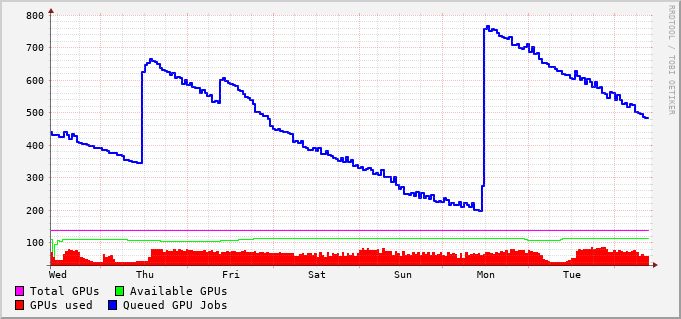 800
700
600
500
400
300
200
100
Wed Thu Fri Sat Sun Mon Tue
Total GPUs Available GPUs
GPUs used Queued GPU Jobs
RRDTOOL / TOBI OETIKER